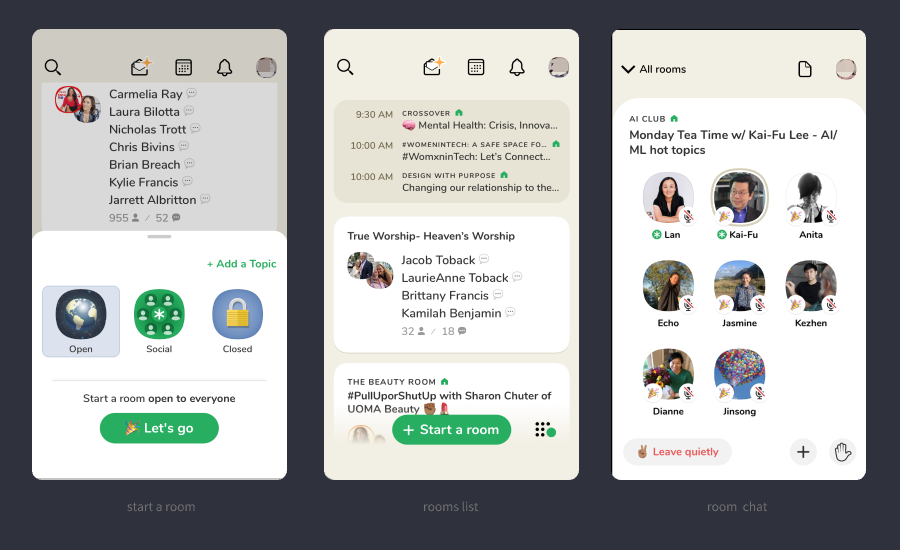 Carmelia Ray
Laura Bilotta
Nicholas Trott
Chris Bivins
Brian Breach
Kylie Francis
Jarrett Albritton
955 / 52
+ Add a Topic
Open
Social
Closed
Start a room open to everyone
Let's go
start a room
9:30 AM
CROSSOVER
Mental Health: Crisis, Innova...
10:00 AM
#WOMENINTECH: A SAFE SPACE FO...
#WomxninTech: Let's Connect...
10:00 AM
DESIGN WITH PURPOSE
Changing our relationship to the...
True Worship- Heaven's Worship
Jacob Toback
LaurieAnne Toback
Brittany Francis
Kamilah Benjamin
32 / 18
THE BEAUTY ROOM
#PullUporShutUp with Sharon Chuter of
UOMA Beauty
+ Start a room
rooms list
All rooms
AI CLUB
Monday Tea Time w/ Kai-Fu Lee - AI/
ML hot topics
Lan
Kai-Fu
Anita
Echo
Jasmine
Kezhen
Dianne
Jinsong
Leave quietly
room chat